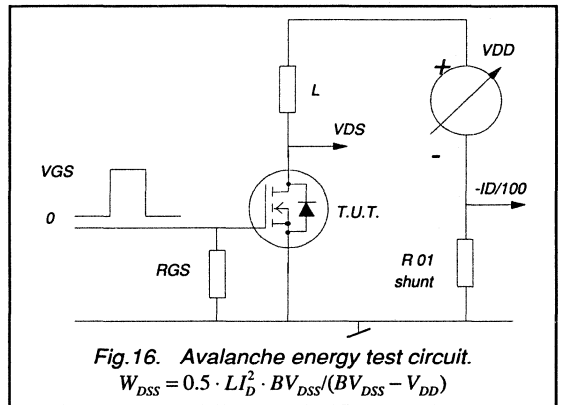 VDD
+
L
VDS
VGS
-
-ID/100
0
T.U.T.
RGS
R 01
shunt
Fig.16. Avalanche energy test circuit.
W_DSS = 0.5 · LI_D^2 · BV_DSS/(BV_DSS − V_DD)